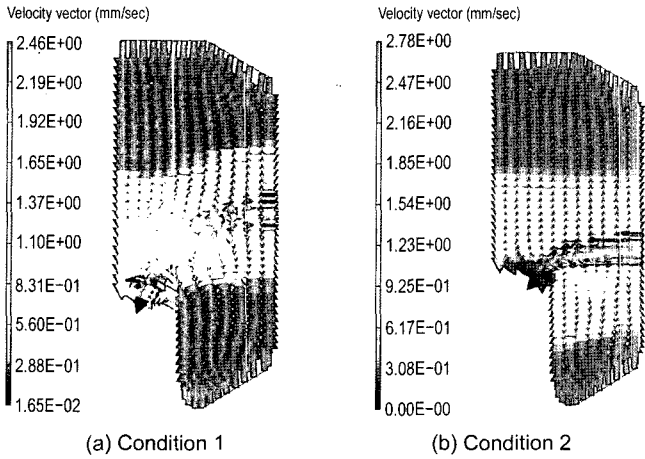 Velocity vector (mm/sec)
2.46E+00
2.19E+00
1.92E+00
1.65E+00
1.37E+00
1.10E+00
8.31E−01
5.60E−01
2.88E−01
1.65E−02
(a) Condition 1
Velocity vector (mm/sec)
2.78E+00
2.47E+00
2.16E+00
1.85E+00
1.54E+00
1.23E+00
9.25E−01
6.17E−01
3.08E−01
0.00E−00
(b) Condition 2